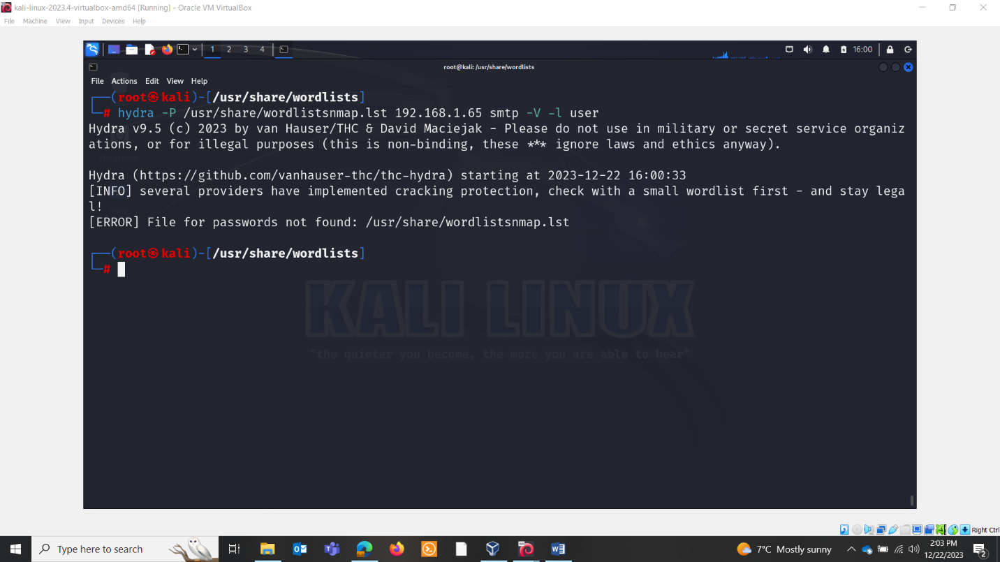 kali-linux-2023.4-virtualbox-amd64 [Running] - Oracle VM VirtualBox
File Machine View Input Devices Help
1 2 3 4
16:00
root@kali: /usr/share/wordlists
File Actions Edit View Help
┌──(root㉿kali)-[/usr/share/wordlists]
└─# hydra -P /usr/share/wordlistsnmap.lst 192.168.1.65 smtp -V -l user
Hydra v9.5 (c) 2023 by van Hauser/THC & David Maciejak - Please do not use in military or secret service organiz
ations, or for illegal purposes (this is non-binding, these *** ignore laws and ethics anyway).
Hydra (https://github.com/vanhauser-thc/thc-hydra) starting at 2023-12-22 16:00:33
[INFO] several providers have implemented cracking protection, check with a small wordlist first - and stay lega
l!
[ERROR] File for passwords not found: /usr/share/wordlistsnmap.lst
┌──(root㉿kali)-[/usr/share/wordlists]
└─#
KALI LINUX
"the quieter you become, the more you are able to hear"
Right Ctrl
Type here to search
7°C Mostly sunny
2:03 PM
12/22/2023
2